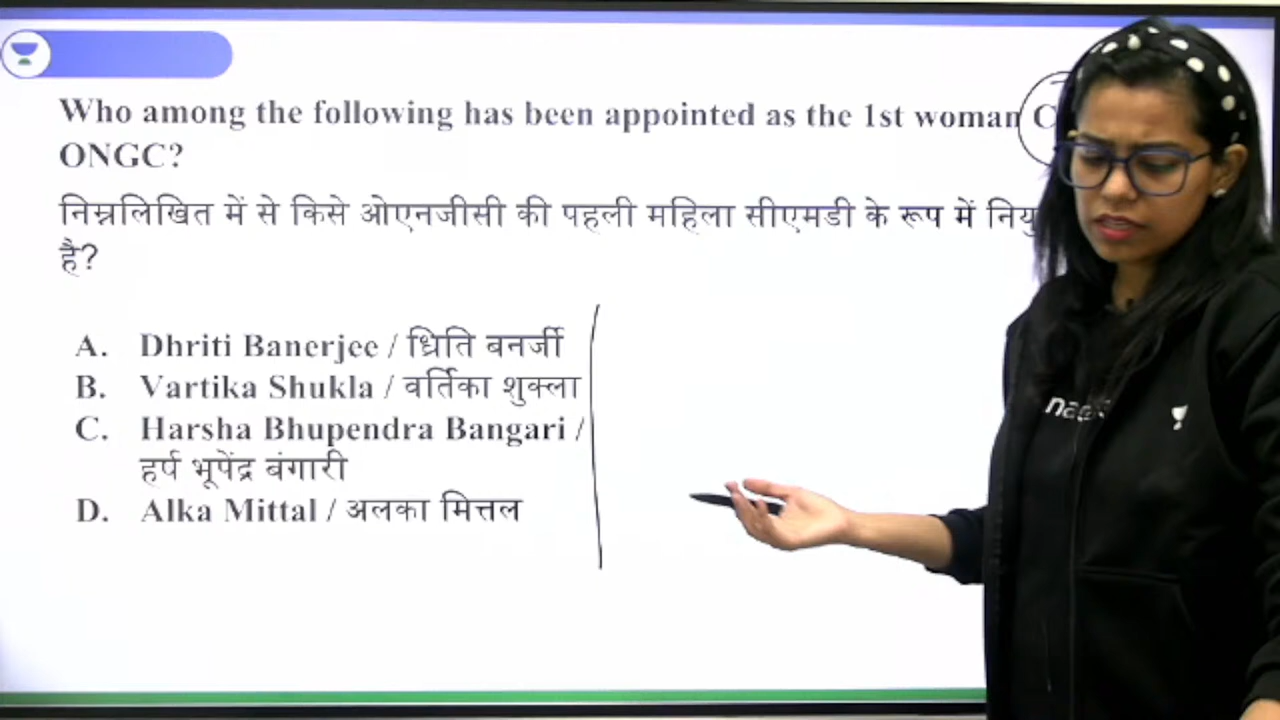 Who among the following has been appointed as the 1st woman
ONGC?
निम्नलिखित में से किसे ओएनजीसी की पहली महिला सीएमडी के रूप में
है?
A. Dhriti Banerjee / ध्रिति बनर्जी
B. Vartika Shukla / वर्तिका शुक्ला
C. Harsha Bhupendra Bangari /
हर्ष भूपेंद्र बंगारी
D. Alka Mittal / अलका मित्तल